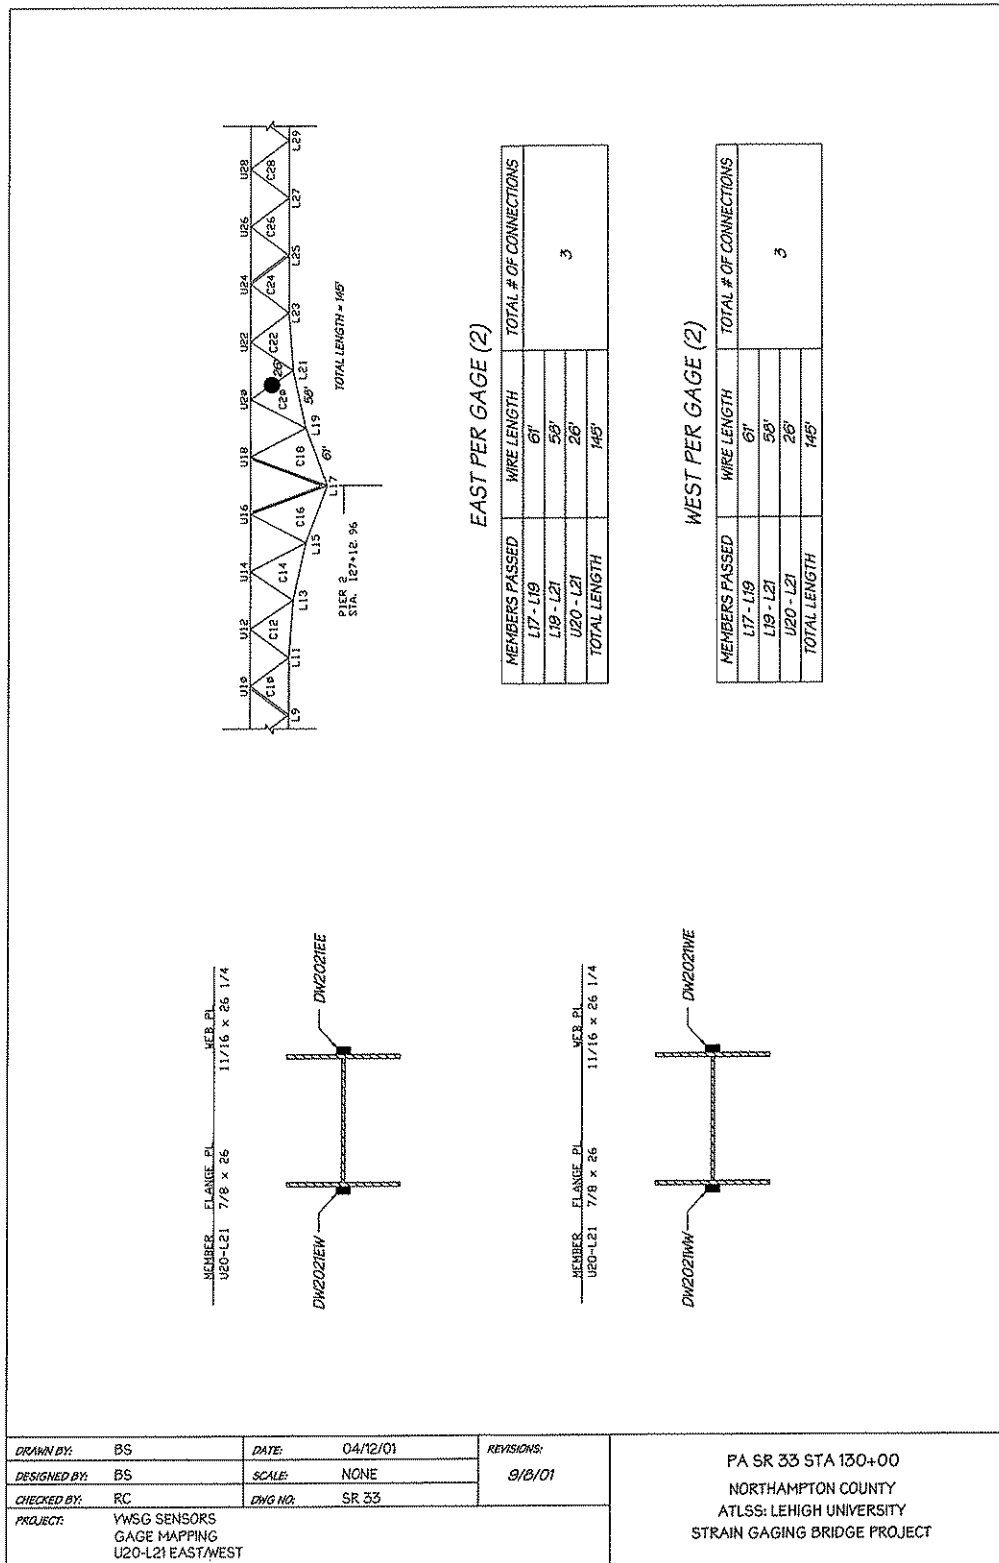 U10 U12 U14 U16 U18 U20 U22 U24 U26 U28
C10 C12 C14 C16 C18 C20 26' C22 C24 C26 C28
L9 L11 L13 L15 L17 61' L19 58' L21 L23 L25 L27 L29
PIER 2
STA. 127+12.96
TOTAL LENGTH = 145'
EAST PER GAGE (2)
MEMBERS PASSED WIRE LENGTH TOTAL # OF CONNECTIONS
L17 - L19 61' 3
L19 - L21 58'
U20 - L21 26'
TOTAL LENGTH 145'
WEST PER GAGE (2)
MEMBERS PASSED WIRE LENGTH TOTAL # OF CONNECTIONS
L17 - L19 61' 3
L19 - L21 58'
U20 - L21 26'
TOTAL LENGTH 145'
MEMBER FLANGE PL WEB PL
U20-L21 7/8 x 26 11/16 x 26 1/4
DW2021EW DW2021EE
MEMBER FLANGE PL WEB PL
U20-L21 7/8 x 26 11/16 x 26 1/4
DW2021WW DW2021WE
DRAWN BY: BS DATE: 04/12/01 REVISIONS:
DESIGNED BY: BS SCALE: NONE 9/8/01
CHECKED BY: RC DWG NO: SR 33
PROJECT: VWSG SENSORS
GAGE MAPPING
U20-L21 EAST/WEST
PA SR 33 STA 130+00
NORTHAMPTON COUNTY
ATLSS: LEHIGH UNIVERSITY
STRAIN GAGING BRIDGE PROJECT